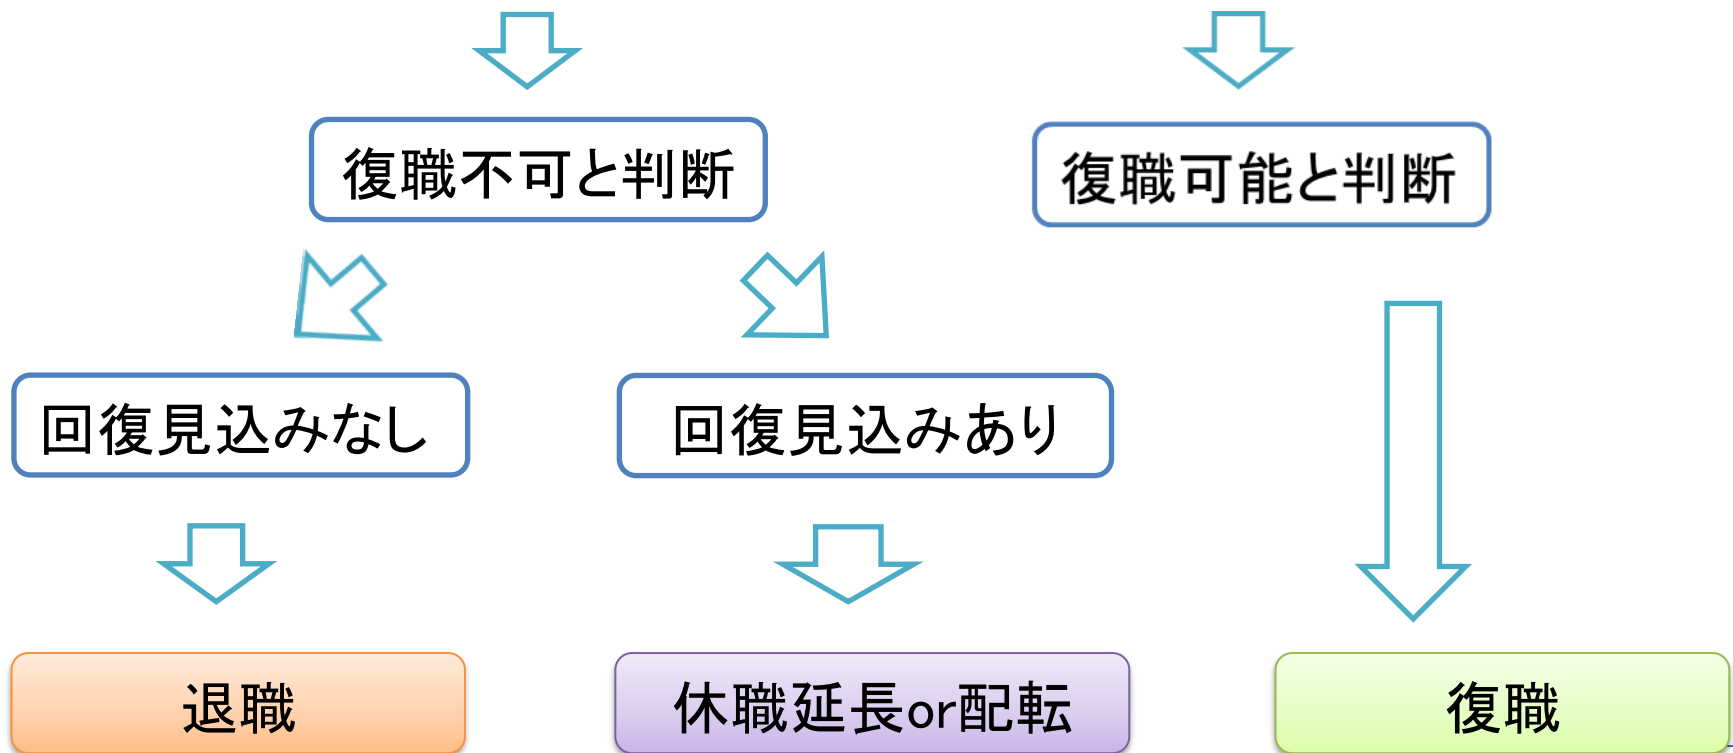 復職不可と判断
復職可能と判断
回復見込みなし
回復見込みあり
退職
休職延長or配転
復職